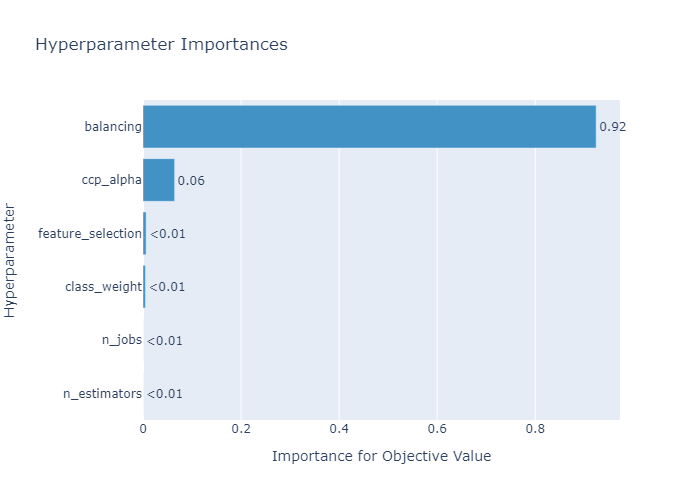 Hyperparameter Importances
balancing
0.92
ccp_alpha
0.06
feature_selection
<0.01
class_weight
<0.01
n_jobs
<0.01
n_estimators
<0.01
Hyperparameter
0
0.2
0.4
0.6
0.8
Importance for Objective Value